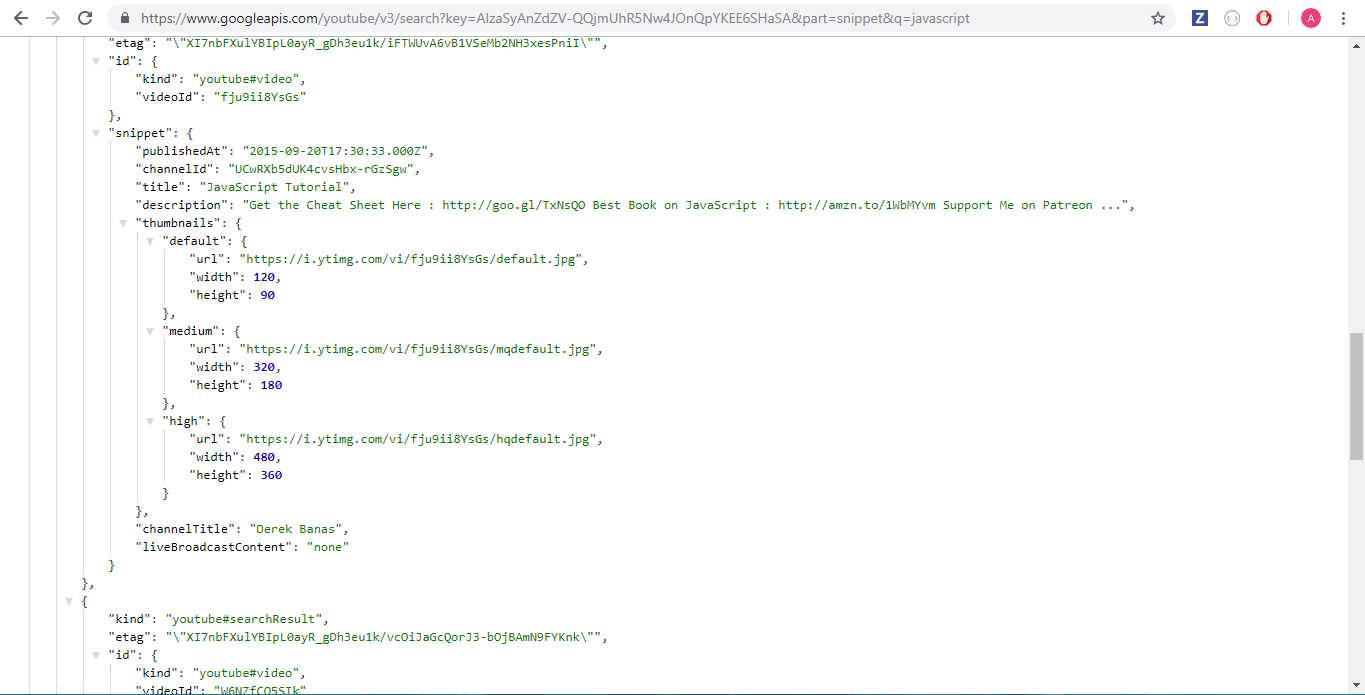 https://www.googleapis.com/youtube/v3/search?key=AIzaSyAnZdZV-QQjmUhR5Nw4JOnQpYKEE6SHaSA&part=snippet&q=javascript
Z
A
"etag": "\"XI7nbFXulYBIpL0ayR_gDh3eu1k/iFTWUvA6vB1VSeMb2NH3xesPniI\"",
"id": {
"kind": "youtube#video",
"videoId": "fju9ii8YsGs"
},
"snippet": {
"publishedAt": "2015-09-20T17:30:33.000Z",
"channelId": "UCwRXb5dUK4cvsHbx-rGzSgw",
"title": "JavaScript Tutorial",
"description": "Get the Cheat Sheet Here : http://goo.gl/TxNsQO Best Book on JavaScript : http://amzn.to/1WbMYvm Support Me on Patreon ...",
"thumbnails": {
"default": {
"url": "https://i.ytimg.com/vi/fju9ii8YsGs/default.jpg",
"width": 120,
"height": 90
},
"medium": {
"url": "https://i.ytimg.com/vi/fju9ii8YsGs/mqdefault.jpg",
"width": 320,
"height": 180
},
"high": {
"url": "https://i.ytimg.com/vi/fju9ii8YsGs/hqdefault.jpg",
"width": 480,
"height": 360
}
},
"channelTitle": "Derek Banas",
"liveBroadcastContent": "none"
}
},
{
"kind": "youtube#searchResult",
"etag": "\"XI7nbFXulYBIpL0ayR_gDh3eu1k/vcOiJaGcQorJ3-bOjBAmN9FYKnk\"",
"id": {
"kind": "youtube#video",
"videoId": "W6NZfCO5SIk"